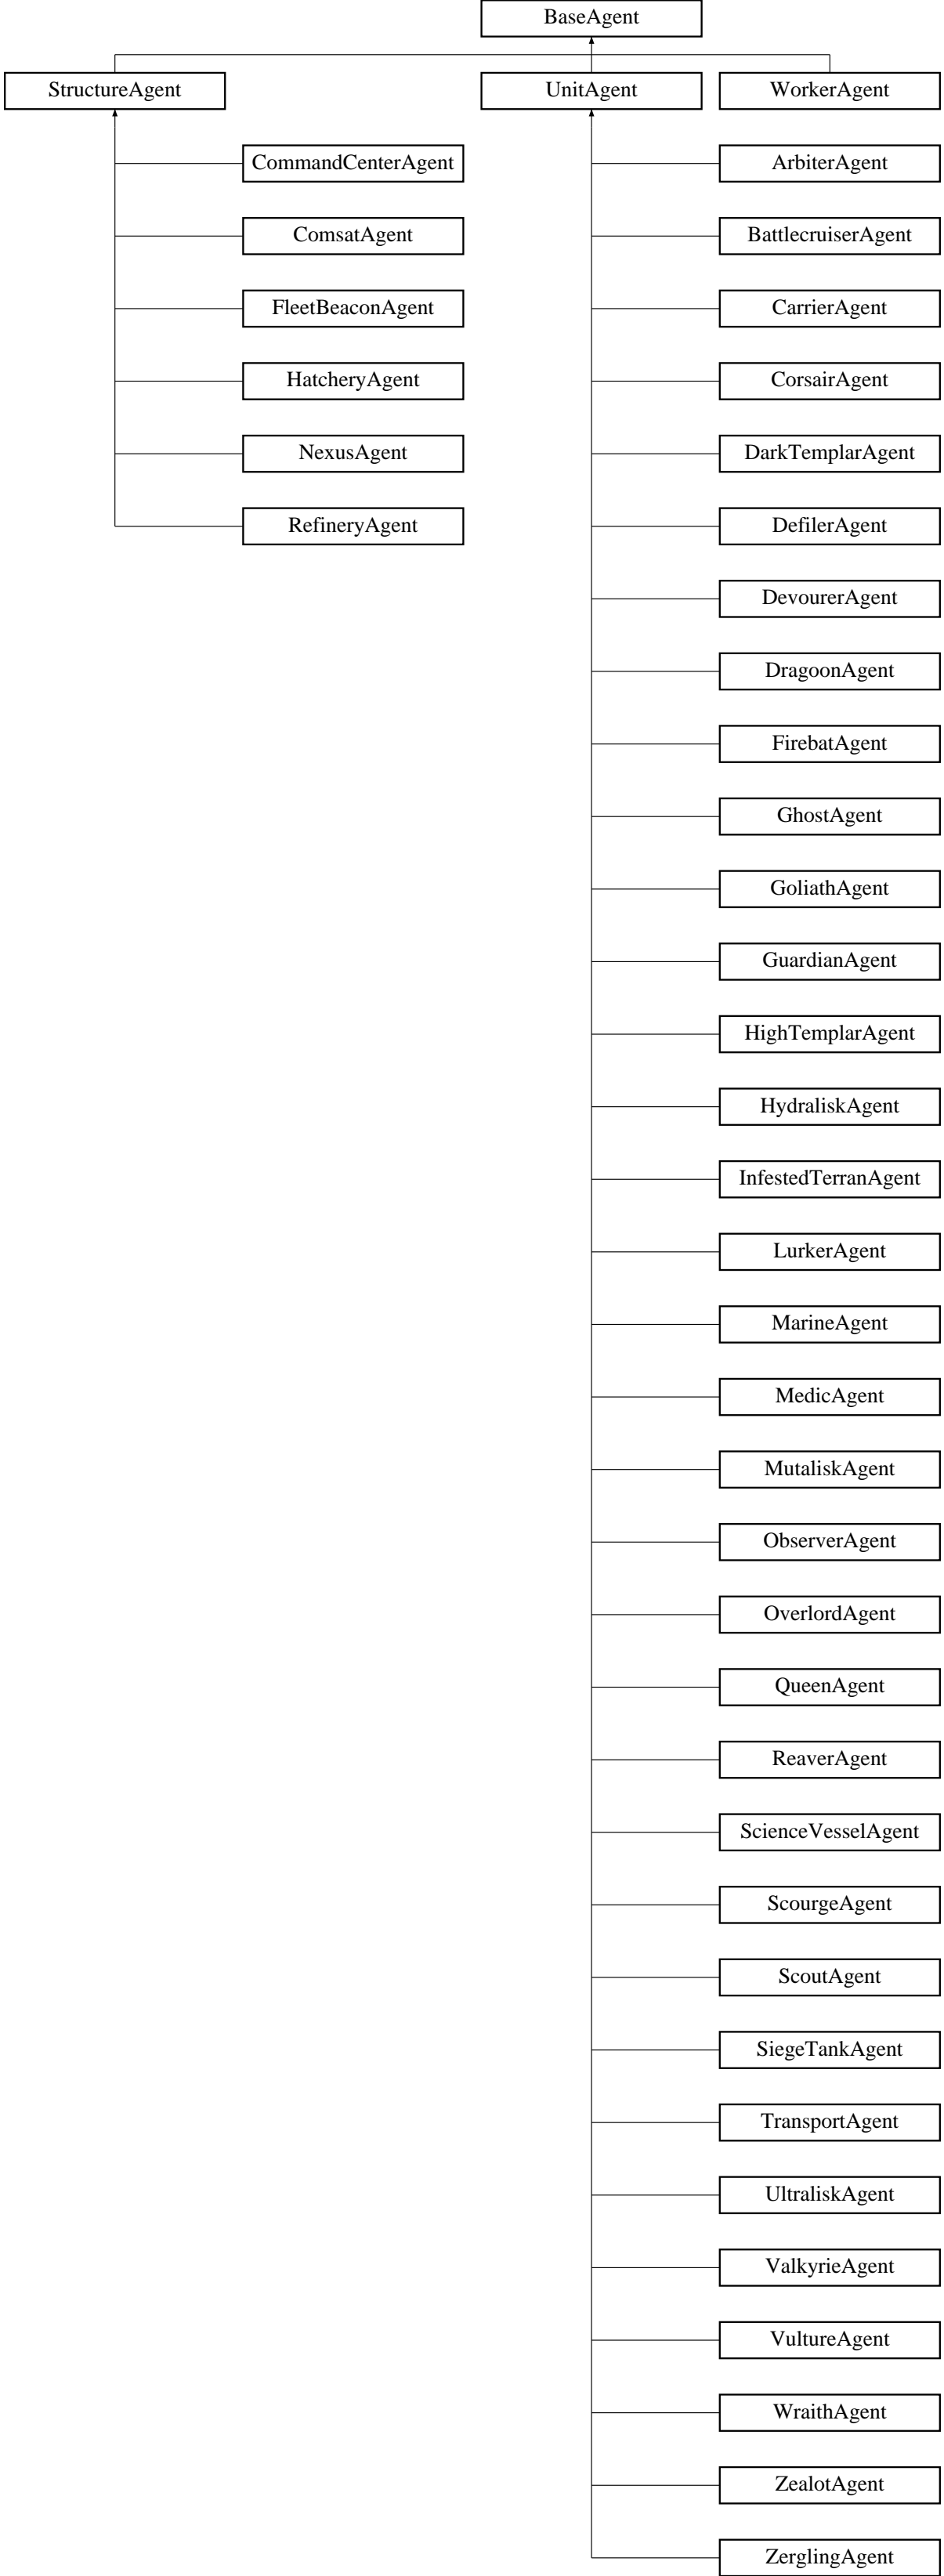 BaseAgent
StructureAgent
UnitAgent
WorkerAgent
CommandCenterAgent
ArbiterAgent
ComsatAgent
BattlecruiserAgent
FleetBeaconAgent
CarrierAgent
HatcheryAgent
CorsairAgent
NexusAgent
DarkTemplarAgent
RefineryAgent
DefilerAgent
DevourerAgent
DragoonAgent
FirebatAgent
GhostAgent
GoliathAgent
GuardianAgent
HighTemplarAgent
HydraliskAgent
InfestedTerranAgent
LurkerAgent
MarineAgent
MedicAgent
MutaliskAgent
ObserverAgent
OverlordAgent
QueenAgent
ReaverAgent
ScienceVesselAgent
ScourgeAgent
ScoutAgent
SiegeTankAgent
TransportAgent
UltraliskAgent
ValkyrieAgent
VultureAgent
WraithAgent
ZealotAgent
ZerglingAgent